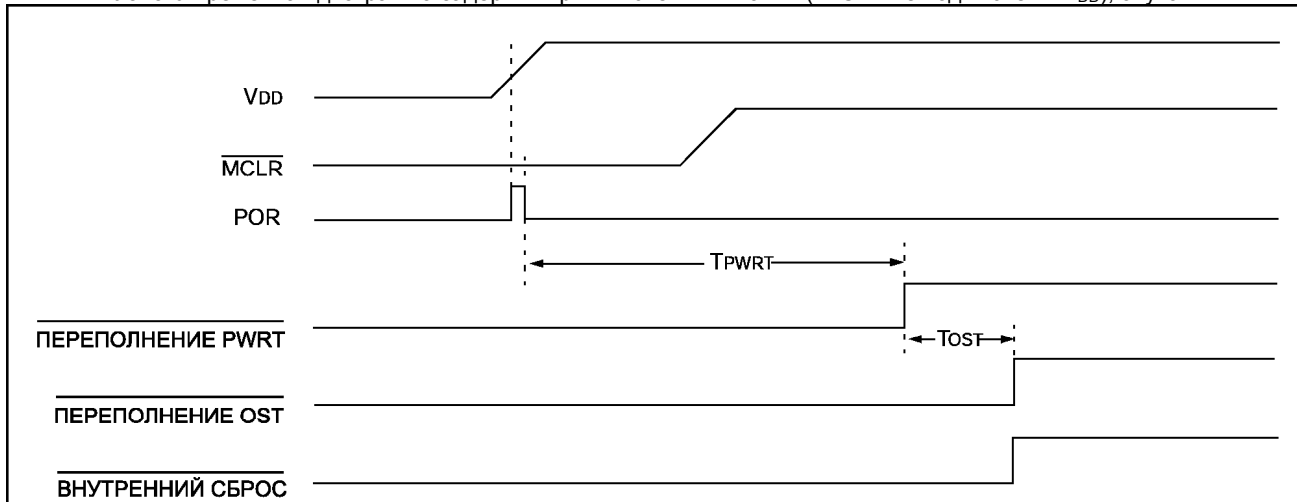 VDD
MCLR
POR
TPWRT
ПЕРЕПОЛНЕНИЕ PWRT
TOST
ПЕРЕПОЛНЕНИЕ OST
ВНУТРЕННИЙ СБРОС